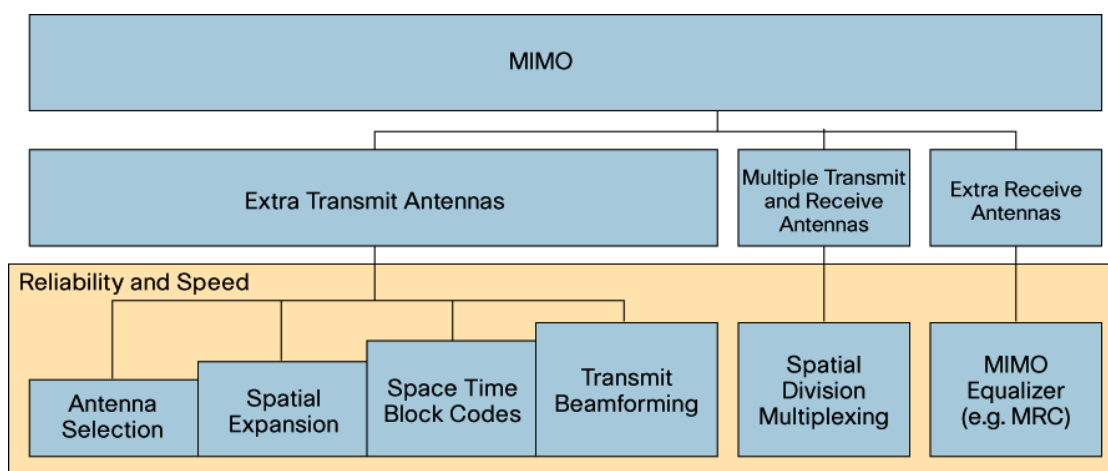 MIMO
Extra Transmit Antennas
Multiple Transmit
and Receive
Antennas
Extra Receive
Antennas
Reliability and Speed
Antenna
Selection
Spatial
Expansion
Space Time
Block Codes
Transmit
Beamforming
Spatial
Division
Multiplexing
MIMO
Equalizer
(e.g. MRC)